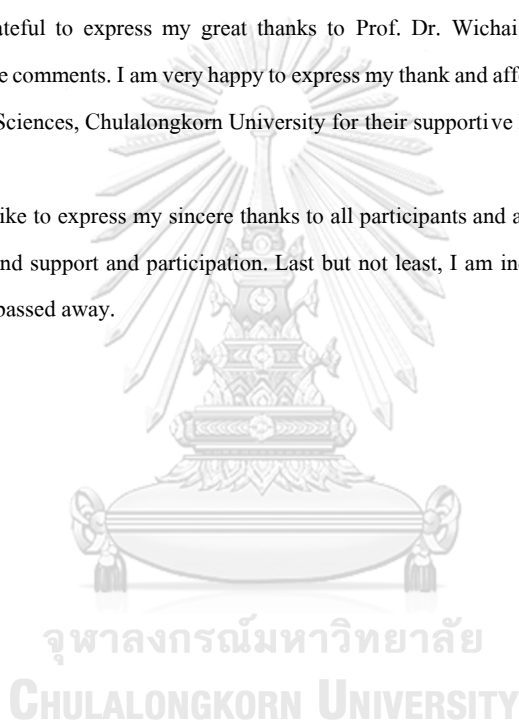 ateful to express my great thanks to Prof. Dr. Wichai
e comments. I am very happy to express my thank and aff
Sciences, Chulalongkorn University for their supportive
ike to express my sincere thanks to all participants and a
nd support and participation. Last but not least, I am in
passed away.
จุฬาลงกรณ์มหาวิทยาลัย
CHULALONGKORN UNIVERSITY